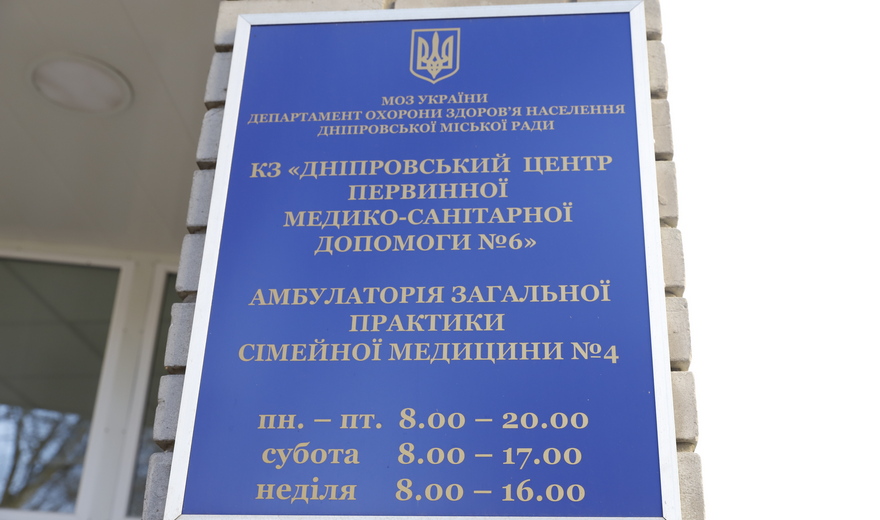 МОЗ УКРАЇНИ
ДЕПАРТАМЕНТ ОХОРОНИ ЗДОРОВ'Я НАСЕЛЕННЯ
ДНІПРОВСЬКОЇ МІСЬКОЇ РАДИ
КЗ «ДНІПРОВСЬКИЙ ЦЕНТР
ПЕРВИННОЇ
МЕДИКО-САНІТАРНОЇ
ДОПОМОГИ №6»
АМБУЛАТОРІЯ ЗАГАЛЬНОЇ
ПРАКТИКИ
СІМЕЙНОЇ МЕДИЦИНИ №4
пн. – пт. 8.00 – 20.00
субота 8.00 – 17.00
неділя 8.00 – 16.00